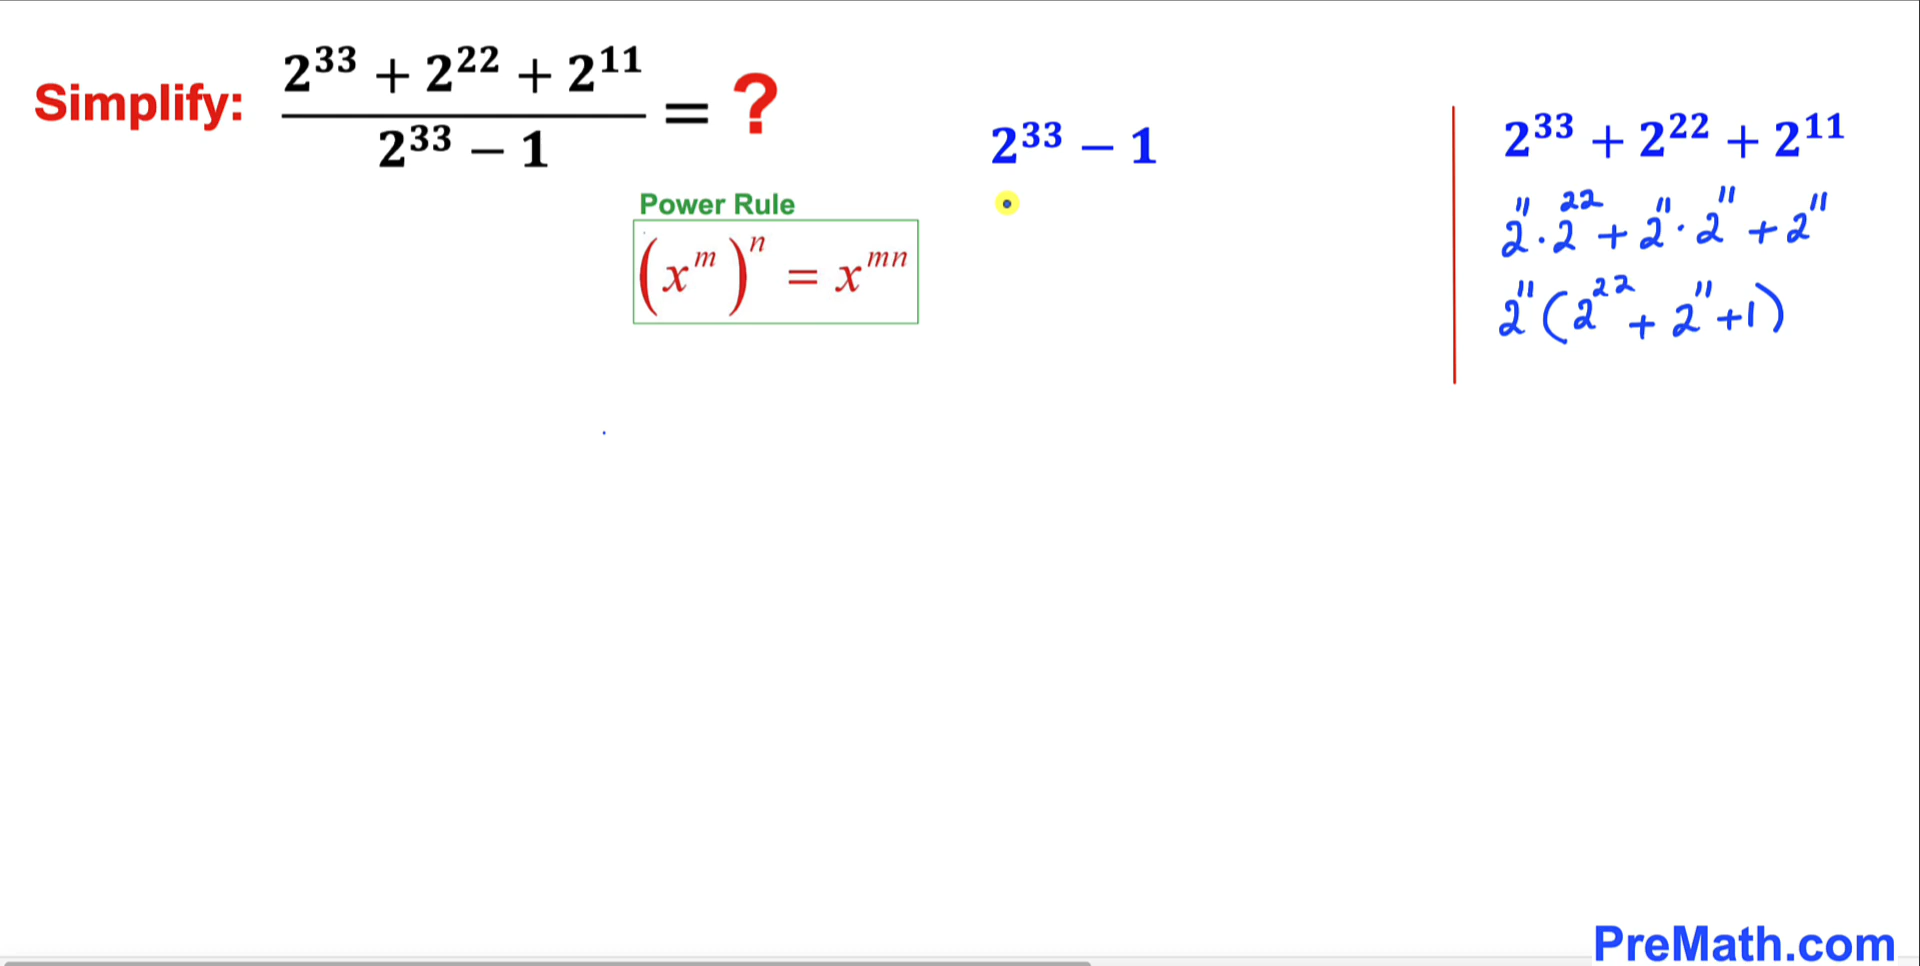 Simplify: (2^33 + 2^22 + 2^11) / (2^33 − 1) = ?
2^33 − 1
Power Rule
(x^m)^n = x^mn
2^33 + 2^22 + 2^11
2^11 · 2^22 + 2^11 · 2^11 + 2^11
2^11 (2^22 + 2^11 + 1)
PreMath.com